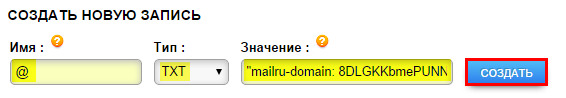 СОЗДАТЬ НОВУЮ ЗАПИСЬ
Имя : ? Тип : Значение : ?
@ TXT "mailru-domain: 8DLGKKbmePUNN СОЗДАТЬ